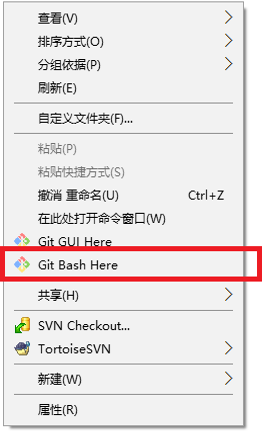 查看(V)
排序方式(O)
分组依据(P)
刷新(E)
自定义文件夹(F)...
粘贴(P)
粘贴快捷方式(S)
撤消 重命名(U) Ctrl+Z
在此处打开命令窗口(W)
Git GUI Here
Git Bash Here
共享(H)
SVN Checkout...
TortoiseSVN
新建(W)
属性(R)